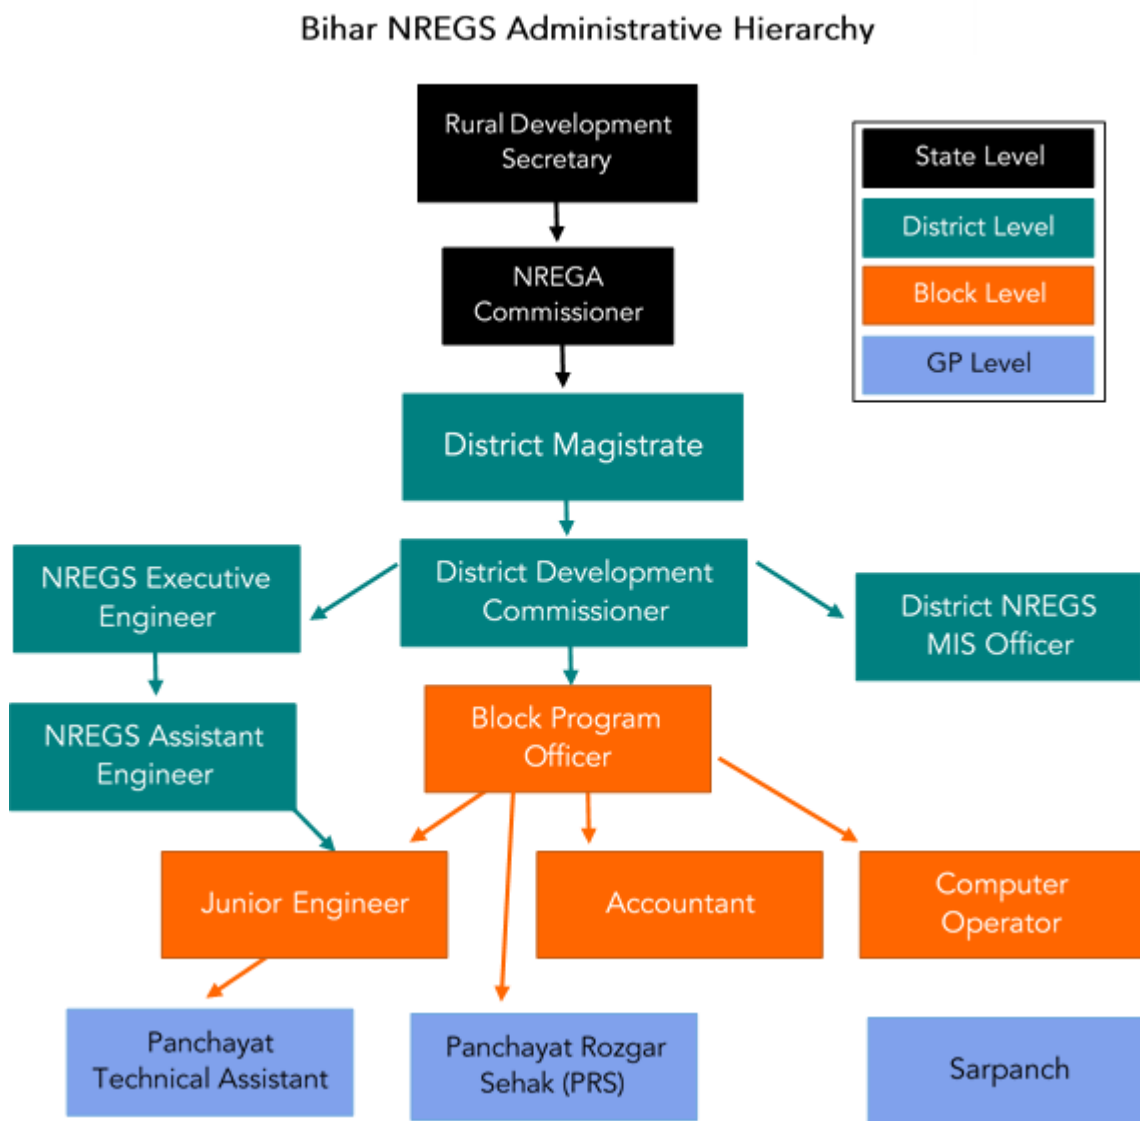 Bihar NREGS Administrative Hierarchy
Rural Development
Secretary
State Level
District Level
Block Level
GP Level
NREGA
Commissioner
District Magistrate
NREGS Executive
Engineer
District Development
Commissioner
District NREGS
MIS Officer
NREGS Assistant
Engineer
Block Program
Officer
Junior Engineer
Accountant
Computer
Operator
Panchayat
Technical Assistant
Panchayat Rozgar
Sehak (PRS)
Sarpanch